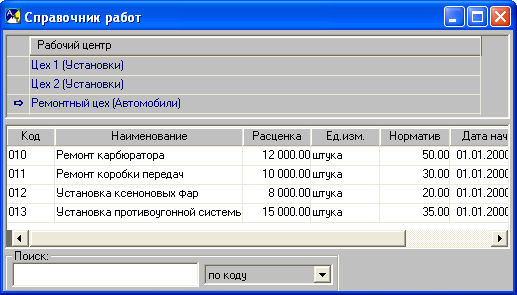 Справочник работ
Рабочий центр
Цех 1 (Установки)
Цех 2 (Установки)
Ремонтный цех (Автомобили)
Код Наименование Расценка Ед.изм. Норматив Дата нач
010 Ремонт карбюратора 12 000.00 штука 50.00 01.01.2000
011 Ремонт коробки передач 10 000.00 штука 30.00 01.01.2000
012 Установка ксеноновых фар 8 000.00 штука 20.00 01.01.2000
013 Установка противоугонной системы 15 000.00 штука 35.00 01.01.2000
Поиск:
по коду